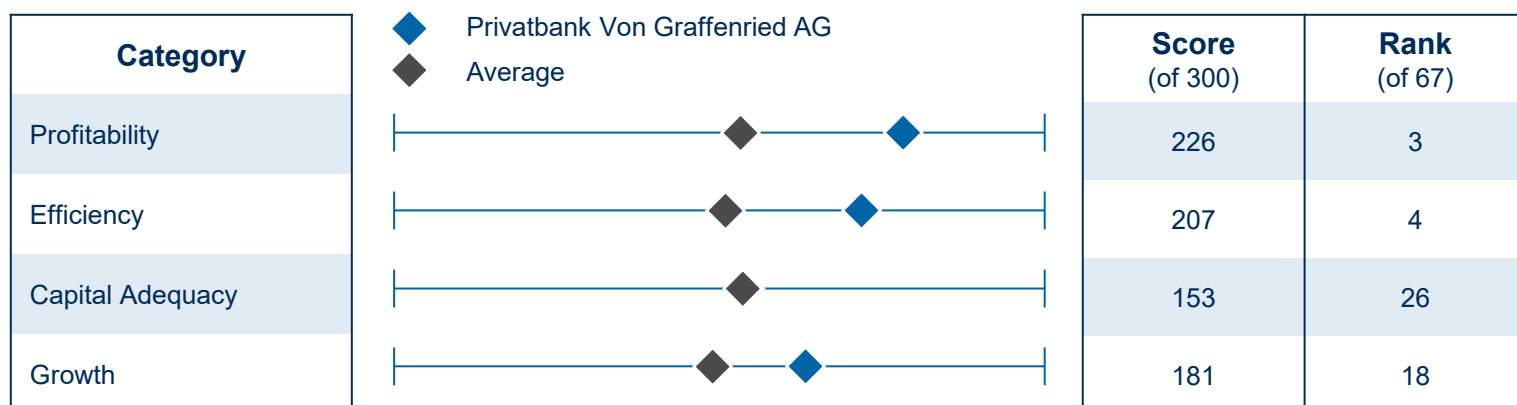 Category
Privatbank Von Graffenried AG
Average
Score
(of 300)
Rank
(of 67)
Profitability
226
3
Efficiency
207
4
Capital Adequacy
153
26
Growth
181
18